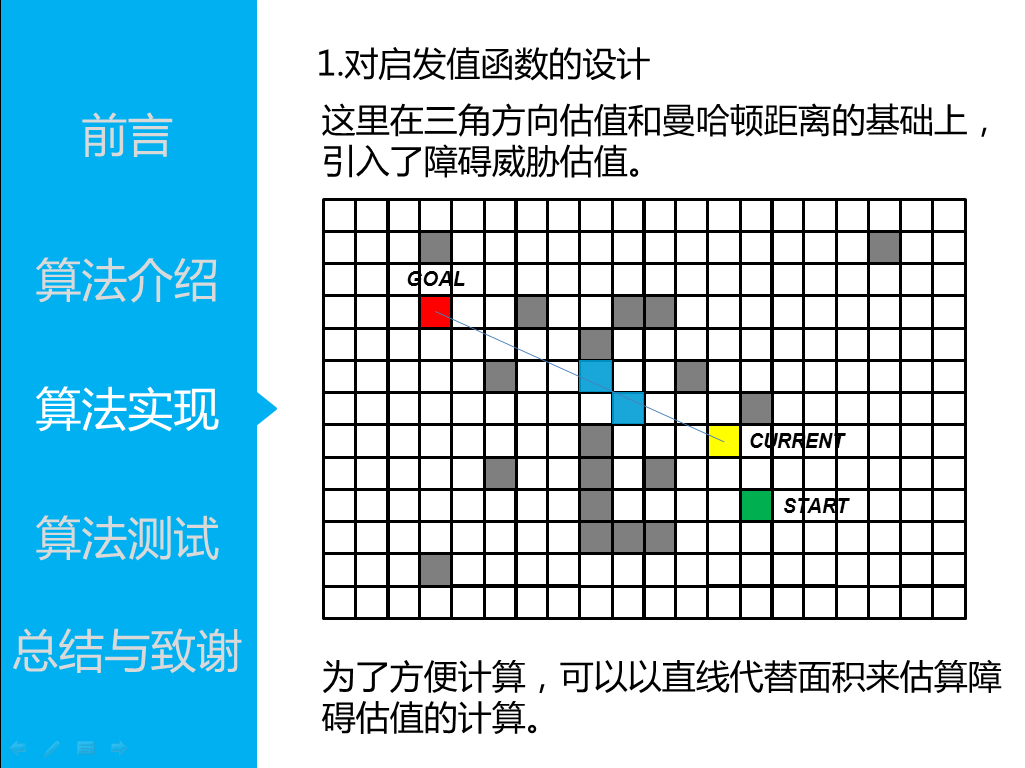 前言
算法介绍
算法实现
算法测试
总结与致谢
1.对启发值函数的设计
这里在三角方向估值和曼哈顿距离的基础上，
引入了障碍威胁估值。
GOAL
CURRENT
START
为了方便计算，可以以直线代替面积来估算障
碍估值的计算。